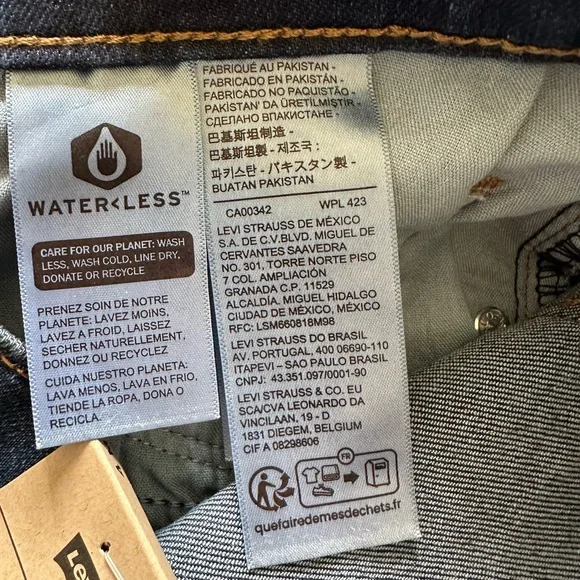 WATER<LESS™
CARE FOR OUR PLANET: WASH
LESS, WASH COLD, LINE DRY,
DONATE OR RECYCLE
PRENEZ SOIN DE NOTRE
PLANETE: LAVEZ MOINS,
LAVEZ A FROID, LAISSEZ
SECHER NATURELLEMENT,
DONNEZ OU RECYCLEZ
CUIDA NUESTRO PLANETA:
LAVA MENOS, LAVA EN FRIO,
TIENDE LA ROPA, DONA O
RECICLA.
FABRIQUÉ AU PAKISTAN -
FABRICADO EN PAKISTÁN -
FABRICADO NO PAQUISTÃO -
PAKİSTAN' DA ÜRETİLMİŞTİR -
СДЕЛАНО ВПАКИСТАНЕ -
巴基斯坦制造 -
巴基斯坦製 - 제조국 :
파키스탄 - パキスタン製 -
BUATAN PAKISTAN
CA00342 WPL 423
LEVI STRAUSS DE MÉXICO
S.A. DE C.V.BLVD. MIGUEL DE
CERVANTES SAAVEDRA
NO. 301, TORRE NORTE PISO
7 COL. AMPLIACIÓN
GRANADA C.P. 11529
ALCALDÍA. MIGUEL HIDALGO
CIUDAD DE MÉXICO, MÉXICO
RFC: LSM660818M98
LEVI STRAUSS DO BRASIL
AV. PORTUGAL, 400 06690-110
ITAPEVI – SAO PAULO BRASIL
CNPJ: 43.351.097/0001-90
LEVI STRAUSS & CO. EU
SCA/CVA LEONARDO DA
VINCILAAN, 19 - D
1831 DIEGEM, BELGIUM
CIF A 08298606
FR
quefairedemesdechets.fr
Lev